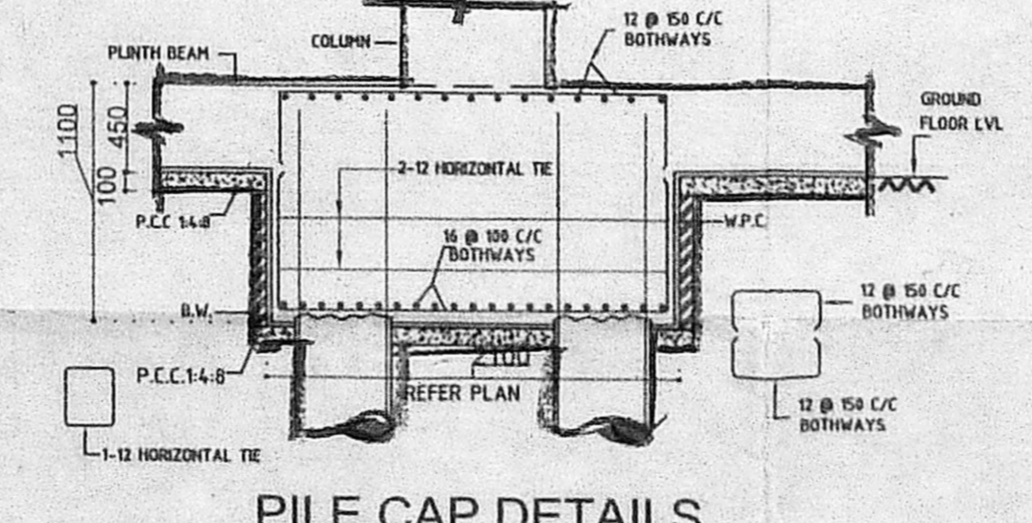 12 @ 150 C/C
BOTHWAYS
COLUMN
PLINTH BEAM
GROUND
FLOOR LVL
1100
450
100
2-12 HORIZONTAL TIE
P.C.C 1:4:8
W.P.C
16 @ 100 C/C
BOTHWAYS
12 @ 150 C/C
BOTHWAYS
B.W.
2100
P.C.C.1:4:8
REFER PLAN
12 @ 150 C/C
BOTHWAYS
1-12 HORIZONTAL TIE
PILE CAP DETAILS